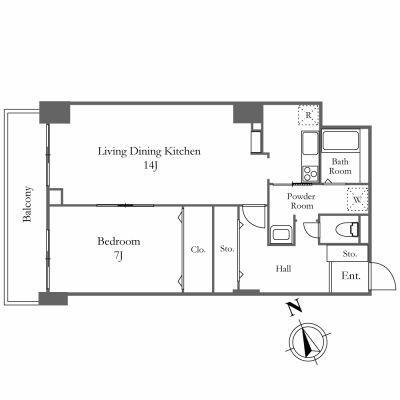 R
Living Dining Kitchen
14J
Bath
Room
Balcony
Powder
Room
W
Bedroom
7J
Clo.
Sto.
Hall
Sto.
Ent.
N